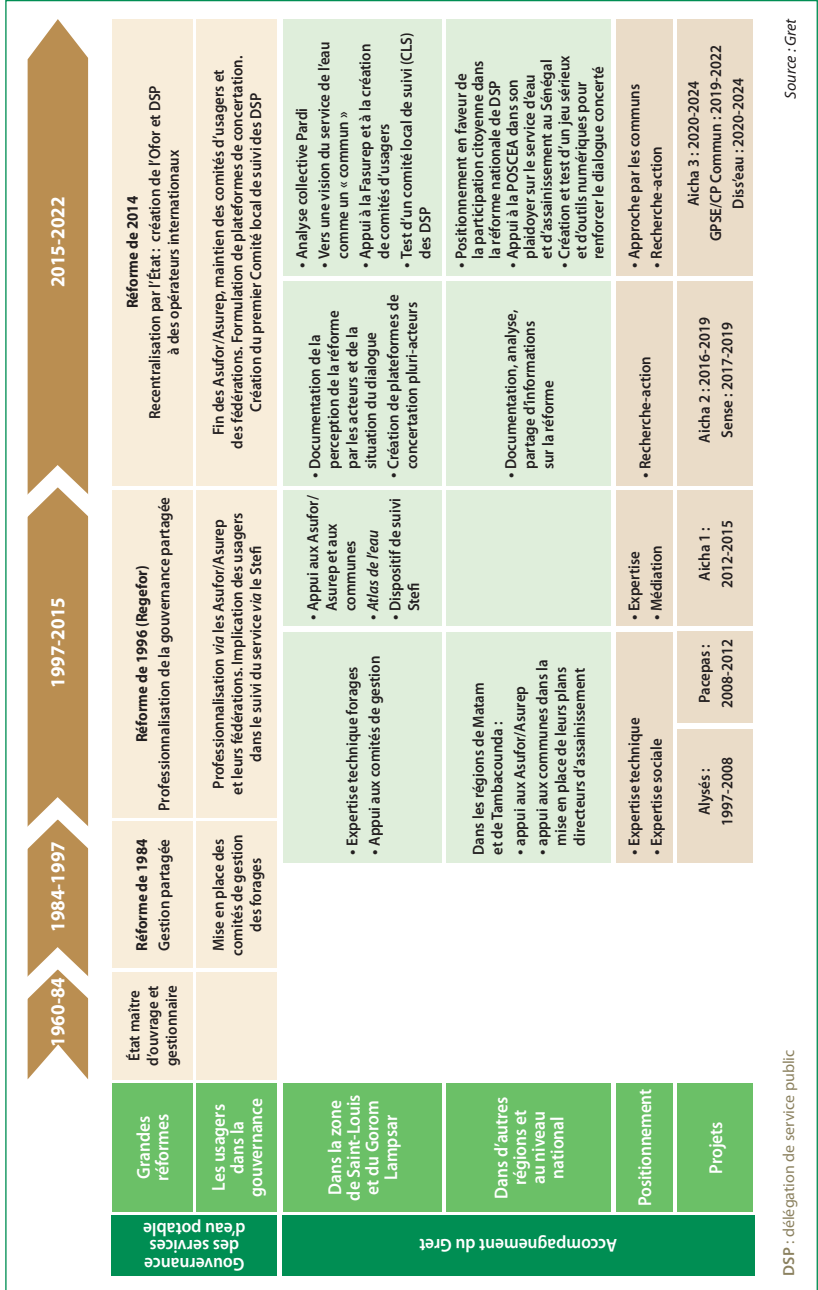 1960-84
1984-1997
1997-2015
2015-2022
Gouvernance
des services
d'eau potable
Grandes
réformes
État maître
d'ouvrage et
gestionnaire
Réforme de 1984
Gestion partagée
Réforme de 1996 (Regefor)
Professionnalisation de la gouvernance partagée
Réforme de 2014
Recentralisation par l'État : création de l'Ofor et DSP
à des opérateurs internationaux
Les usagers
dans la
gouvernance
Mise en place des
comités de gestion
des forages
Professionnalisation via les Asufor/Asurep
et leurs fédérations. Implication des usagers
dans le suivi du service via le Stefi
Fin des Asufor/Asurep, maintien des comités d'usagers et
des fédérations. Formulation de plateformes de concertation.
Création du premier Comité local de suivi des DSP
Accompagnement du Gret
Dans la zone
de Saint-Louis
et du Gorom
Lampsar
• Expertise technique forages
• Appui aux comités de gestion
• Appui aux Asufor/
Asurep et aux
communes
• Atlas de l'eau
• Dispositif de suivi
Stefi
• Documentation de la
perception de la réforme
par les acteurs et de la
situation du dialogue
• Création de plateformes de
concertation pluri-acteurs
• Analyse collective Pardi
• Vers une vision du service de l'eau
comme un « commun »
• Appui à la Fasurep et à la création
de comités d'usagers
• Test d'un comité local de suivi (CLS)
des DSP
Dans d'autres
régions et
au niveau
national
Dans les régions de Matam
et de Tambacounda :
• appui aux Asufor/Asurep
• appui aux communes dans la
mise en place de leurs plans
directeurs d'assainissement
• Documentation, analyse,
partage d'informations
sur la réforme
• Positionnement en faveur de
la participation citoyenne dans
la réforme nationale de DSP
• Appui à la POSCEA dans son
plaidoyer sur le service d'eau
et d'assainissement au Sénégal
• Création et test d'un jeu sérieux
et d'outils numériques pour
renforcer le dialogue concerté
Positionnement
• Expertise technique
• Expertise sociale
• Expertise
• Médiation
• Recherche-action
• Approche par les communs
• Recherche-action
Projets
Alysés :
1997-2008
Pacepas :
2008-2012
Aicha 1 :
2012-2015
Aicha 2 : 2016-2019
Sense : 2017-2019
Aicha 3 : 2020-2024
GPSE/CP Commun : 2019-2022
Diss'eau : 2020-2024
DSP : délégation de service public
Source : Gret